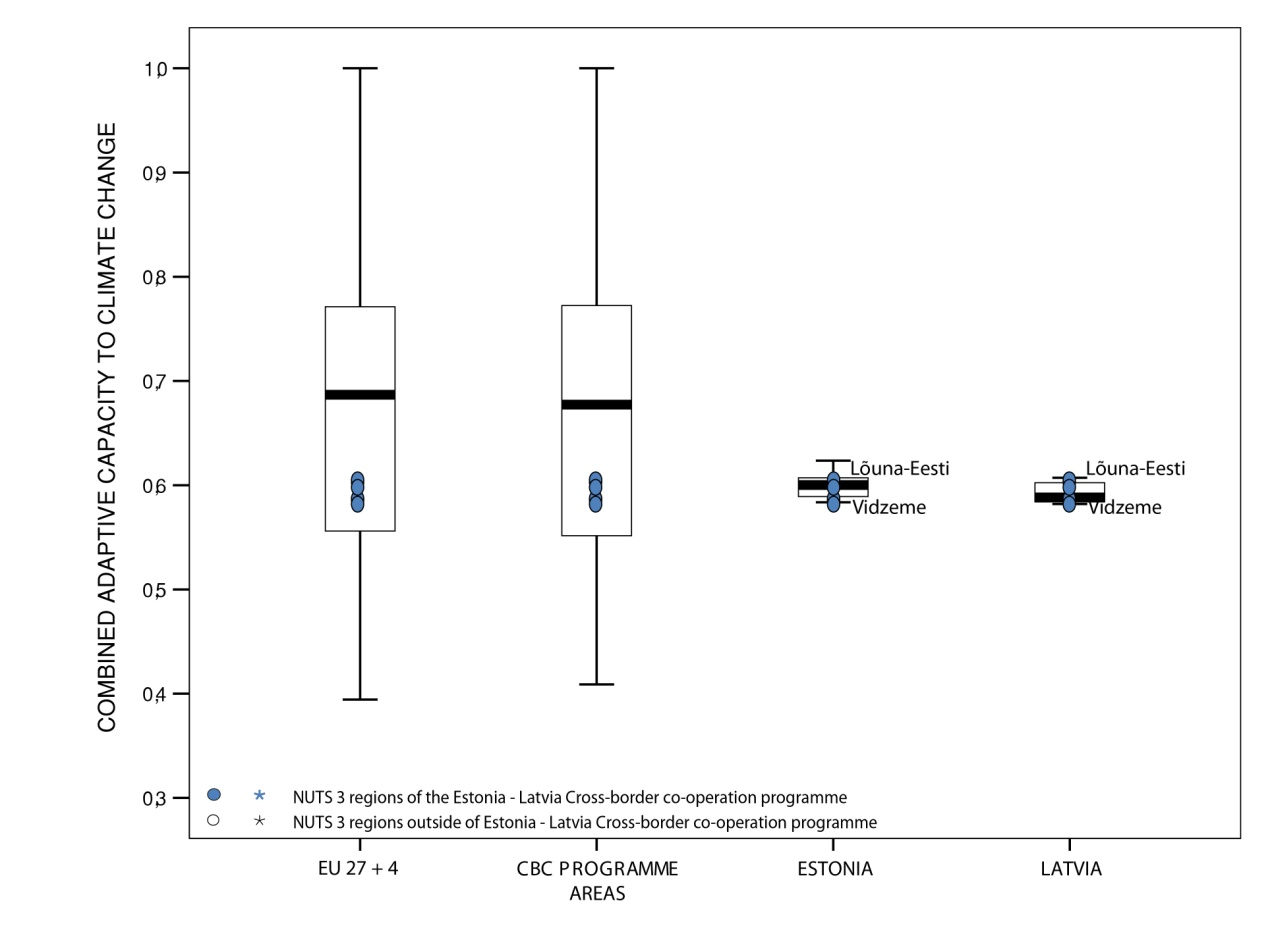 COMBINED ADAPTIVE CAPACITY TO CLIMATE CHANGE
1,0
0,9
0,8
0,7
0,6
0,5
0,4
0,3
Lõuna-Eesti
Vidzeme
Lõuna-Eesti
Vidzeme
* NUTS 3 regions of the Estonia - Latvia Cross-border co-operation programme
* NUTS 3 regions outside of Estonia - Latvia Cross-border co-operation programme
EU 27 + 4
CBC PROGRAMME
AREAS
ESTONIA
LATVIA